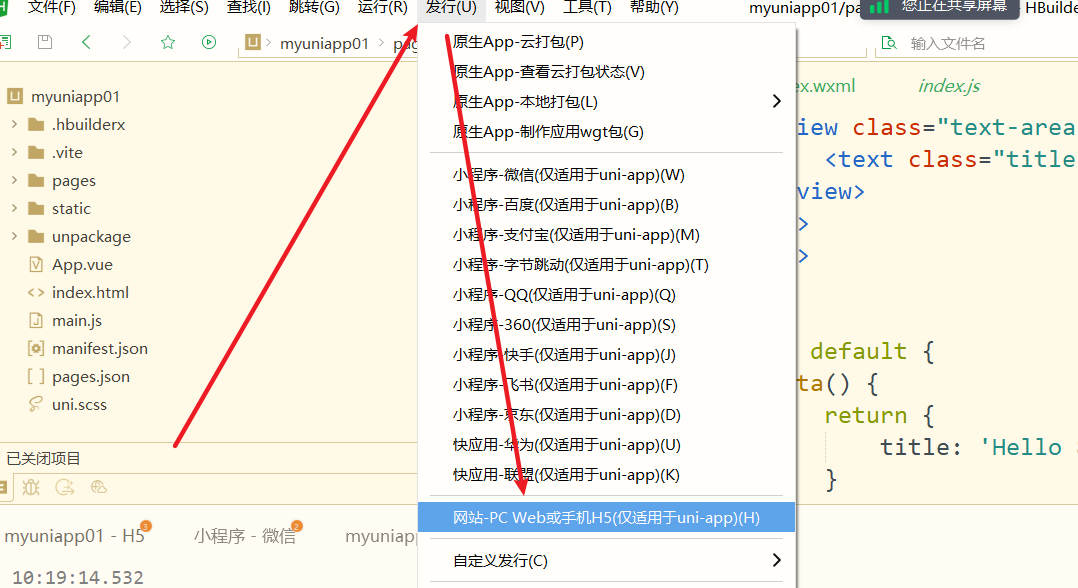 文件(F) 编辑(E) 选择(S) 查找(I) 跳转(G) 运行(R) 发行(U) 视图(V) 工具(T) 帮助(Y) myuniapp01/pa 您正在共享屏幕 HBuilde
U myuniapp01 pag 输入文件名
U myuniapp01
.hbuilderx
.vite
pages
static
unpackage
App.vue
index.html
main.js
manifest.json
pages.json
uni.scss
已关闭项目
myuniapp01 - H5 3 小程序 - 微信 2 myuniap
10:19:14.532
原生App-云打包(P)
原生App-查看云打包状态(V)
原生App-本地打包(L)
原生App-制作应用wgt包(G)
小程序-微信(仅适用于uni-app)(W)
小程序-百度(仅适用于uni-app)(B)
小程序-支付宝(仅适用于uni-app)(M)
小程序-字节跳动(仅适用于uni-app)(T)
小程序-QQ(仅适用于uni-app)(Q)
小程序-360(仅适用于uni-app)(S)
小程序-快手(仅适用于uni-app)(J)
小程序-飞书(仅适用于uni-app)(F)
小程序-京东(仅适用于uni-app)(D)
快应用-华为(仅适用于uni-app)(U)
快应用-联盟(仅适用于uni-app)(K)
网站-PC Web或手机H5(仅适用于uni-app)(H)
自定义发行(C)
ex.wxml index.js
iew class="text-area
<text class="title
view>
>
>
default {
ta() {
return {
title: 'Hello
}